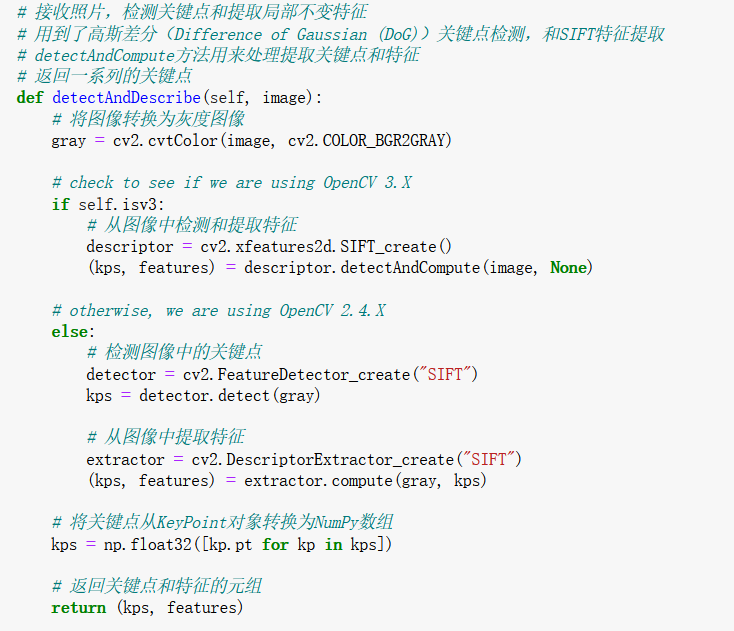 # 接收照片，检测关键点和提取局部不变特征
# 用到了高斯差分（Difference of Gaussian (DoG)）关键点检测，和SIFT特征提取
# detectAndCompute方法用来处理提取关键点和特征
# 返回一系列的关键点
def detectAndDescribe(self, image):
    # 将图像转换为灰度图像
    gray = cv2.cvtColor(image, cv2.COLOR_BGR2GRAY)

    # check to see if we are using OpenCV 3.X
    if self.isv3:
        # 从图像中检测和提取特征
        descriptor = cv2.xfeatures2d.SIFT_create()
        (kps, features) = descriptor.detectAndCompute(image, None)

    # otherwise, we are using OpenCV 2.4.X
    else:
        # 检测图像中的关键点
        detector = cv2.FeatureDetector_create("SIFT")
        kps = detector.detect(gray)

        # 从图像中提取特征
        extractor = cv2.DescriptorExtractor_create("SIFT")
        (kps, features) = extractor.compute(gray, kps)

    # 将关键点从KeyPoint对象转换为NumPy数组
    kps = np.float32([kp.pt for kp in kps])

    # 返回关键点和特征的元组
    return (kps, features)